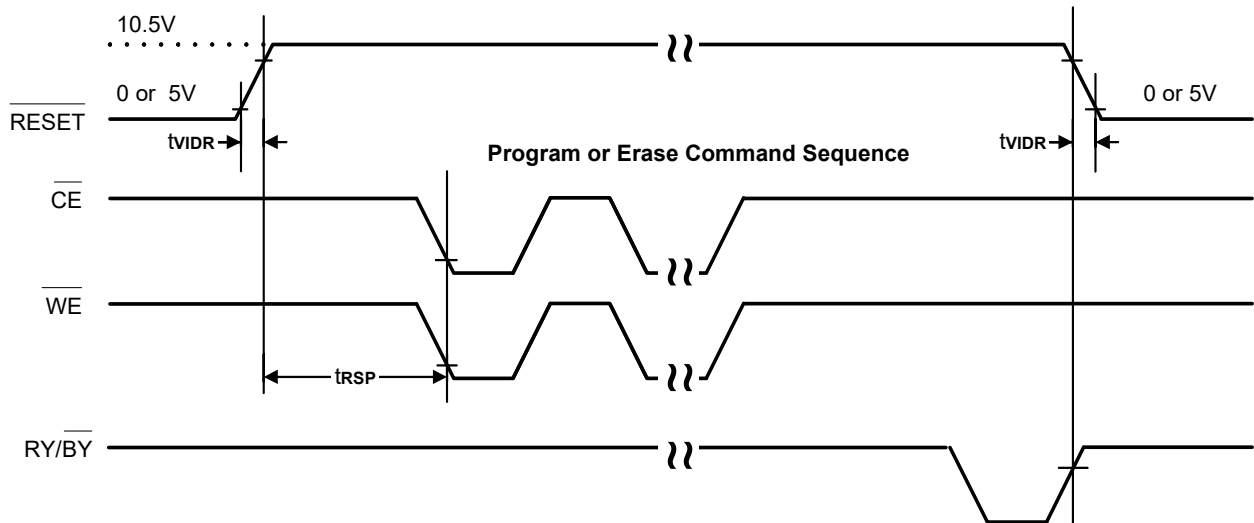 10.5V
0 or 5V
0 or 5V
RESET
tVIDR
tVIDR
Program or Erase Command Sequence
CE
WE
tRSP
RY/BY